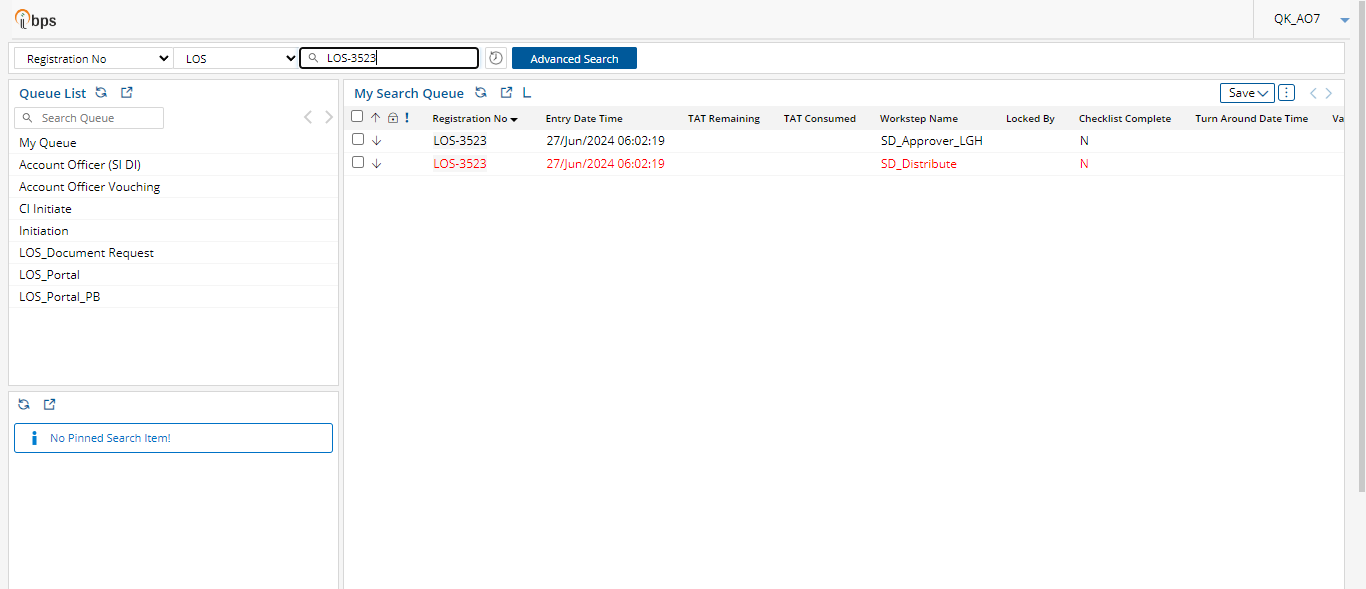 ibps
QK_AO7
Registration No LOS LOS-3523 Advanced Search
Queue List
Search Queue
My Queue
Account Officer (SI DI)
Account Officer Vouching
CI Initiate
Initiation
LOS_Document Request
LOS_Portal
LOS_Portal_PB
No Pinned Search Item!
My Search Queue L Save
Registration No Entry Date Time TAT Remaining TAT Consumed Workstep Name Locked By Checklist Complete Turn Around Date Time Va
LOS-3523 27/Jun/2024 06:02:19 SD_Approver_LGH N
LOS-3523 27/Jun/2024 06:02:19 SD_Distribute N